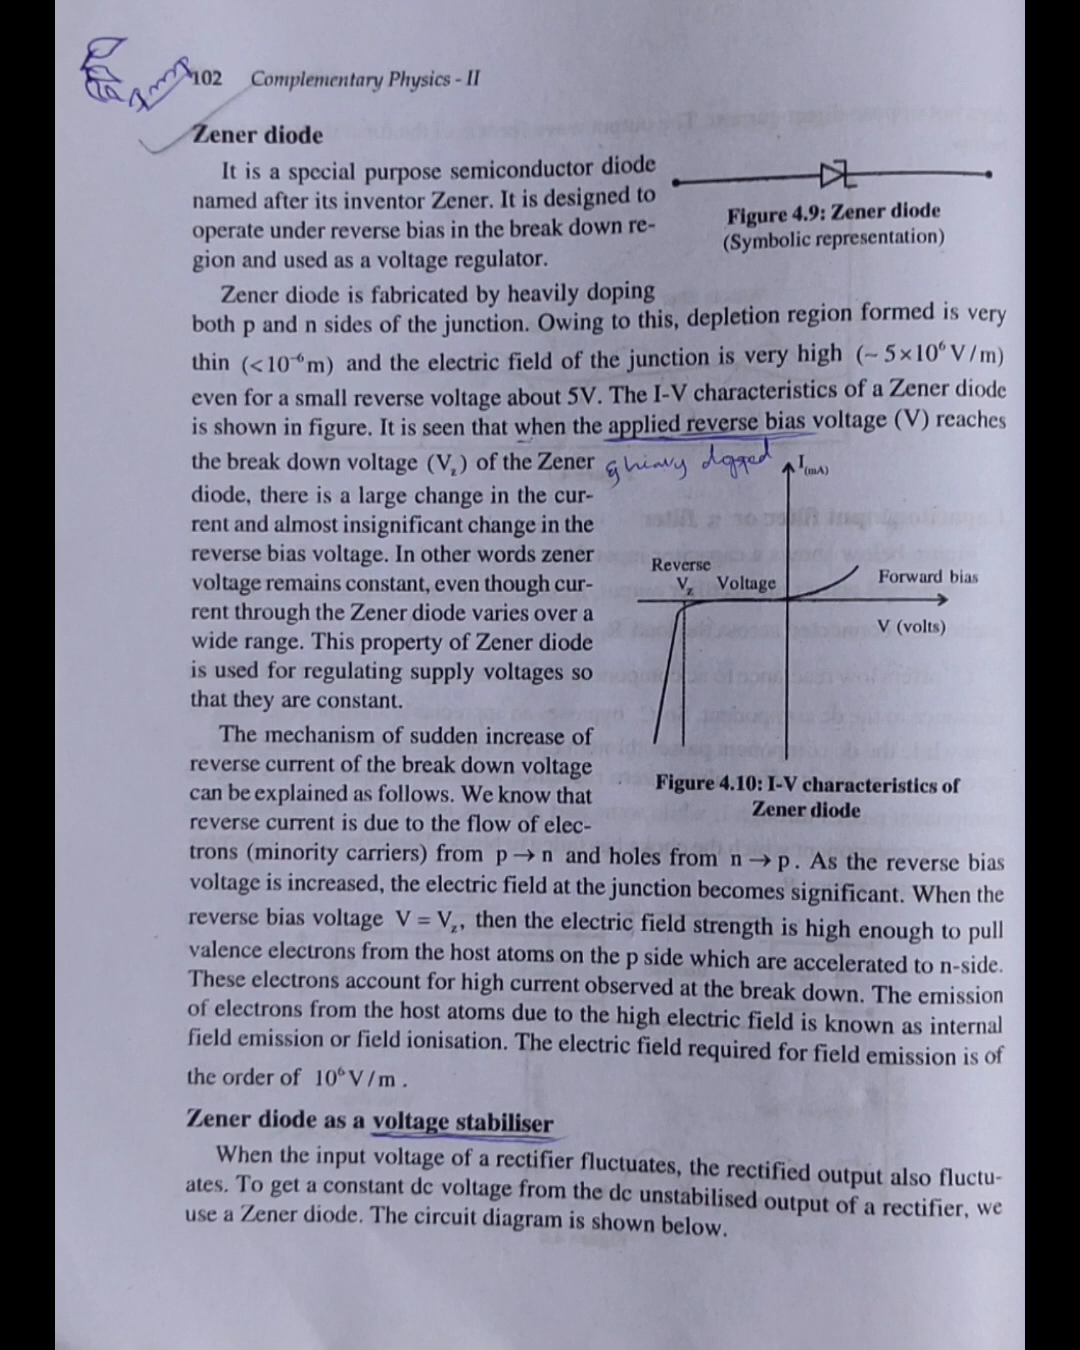 102 Complementary Physics - II
Zener diode
It is a special purpose semiconductor diode
named after its inventor Zener. It is designed to
operate under reverse bias in the break down re-
gion and used as a voltage regulator.
Figure 4.9: Zener diode
(Symbolic representation)
Zener diode is fabricated by heavily doping
both p and n sides of the junction. Owing to this, depletion region formed is very
thin (<10⁻⁶m) and the electric field of the junction is very high (~ 5×10⁶ V/m)
even for a small reverse voltage about 5V. The I-V characteristics of a Zener diode
is shown in figure. It is seen that when the applied reverse bias voltage (V) reaches
the break down voltage (V_z) of the Zener
diode, there is a large change in the cur-
rent and almost insignificant change in the
reverse bias voltage. In other words zener
voltage remains constant, even though cur-
rent through the Zener diode varies over a
wide range. This property of Zener diode
is used for regulating supply voltages so
that they are constant.
I (mA)
Reverse
V_z Voltage
Forward bias
V (volts)
Figure 4.10: I-V characteristics of
Zener diode
The mechanism of sudden increase of
reverse current of the break down voltage
can be explained as follows. We know that
reverse current is due to the flow of elec-
trons (minority carriers) from p→n and holes from n→p. As the reverse bias
voltage is increased, the electric field at the junction becomes significant. When the
reverse bias voltage V = V_z, then the electric field strength is high enough to pull
valence electrons from the host atoms on the p side which are accelerated to n-side.
These electrons account for high current observed at the break down. The emission
of electrons from the host atoms due to the high electric field is known as internal
field emission or field ionisation. The electric field required for field emission is of
the order of 10⁶ V/m.
Zener diode as a voltage stabiliser
When the input voltage of a rectifier fluctuates, the rectified output also fluctu-
ates. To get a constant dc voltage from the dc unstabilised output of a rectifier, we
use a Zener diode. The circuit diagram is shown below.